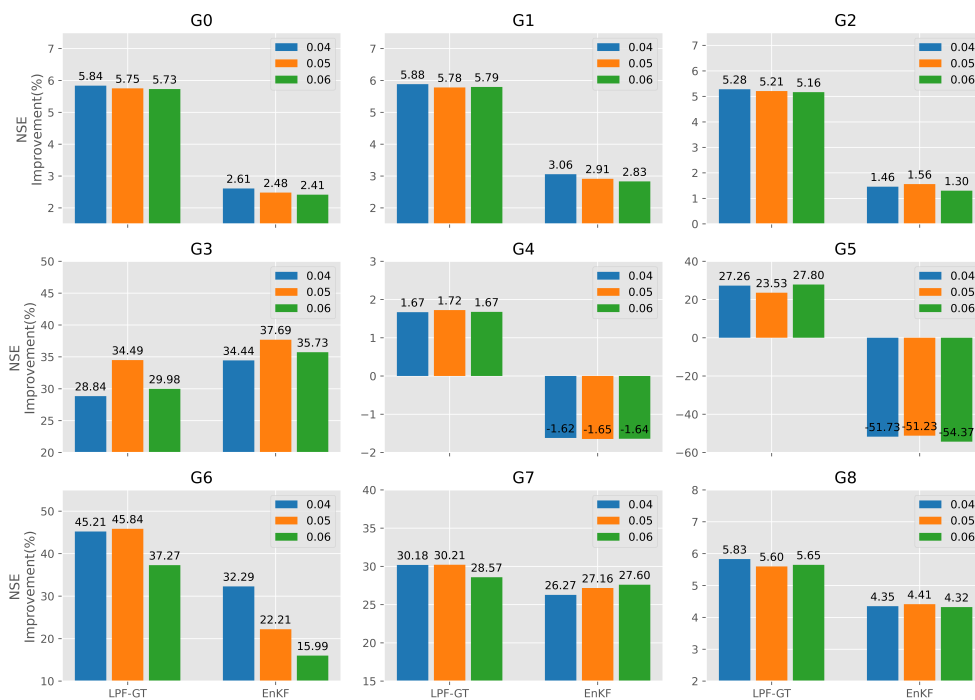 G0
0.04
0.05
0.06
5.84 5.75 5.73
2.61 2.48 2.41
7
6
5
4
3
2
NSE
Improvement(%)
G1
0.04
0.05
0.06
5.88 5.78 5.79
3.06 2.91 2.83
7
6
5
4
3
2
G2
0.04
0.05
0.06
5.28 5.21 5.16
1.46 1.56 1.30
7
6
5
4
3
2
1
0
G3
0.04
0.05
0.06
28.84 34.49 29.98
34.44 37.69 35.73
50
45
40
35
30
25
20
NSE
Improvement(%)
G4
0.04
0.05
0.06
1.67 1.72 1.67
-1.62 -1.65 -1.64
3
2
1
0
−1
−2
G5
0.04
0.05
0.06
27.26 23.53 27.80
-51.73 -51.23 -54.37
40
20
0
−20
−40
−60
G6
0.04
0.05
0.06
45.21 45.84 37.27
32.29 22.21 15.99
50
40
30
20
10
NSE
Improvement(%)
LPF-GT EnKF
G7
0.04
0.05
0.06
30.18 30.21 28.57
26.27 27.16 27.60
40
35
30
25
20
15
LPF-GT EnKF
G8
0.04
0.05
0.06
5.83 5.60 5.65
4.35 4.41 4.32
8
7
6
5
4
3
2
LPF-GT EnKF